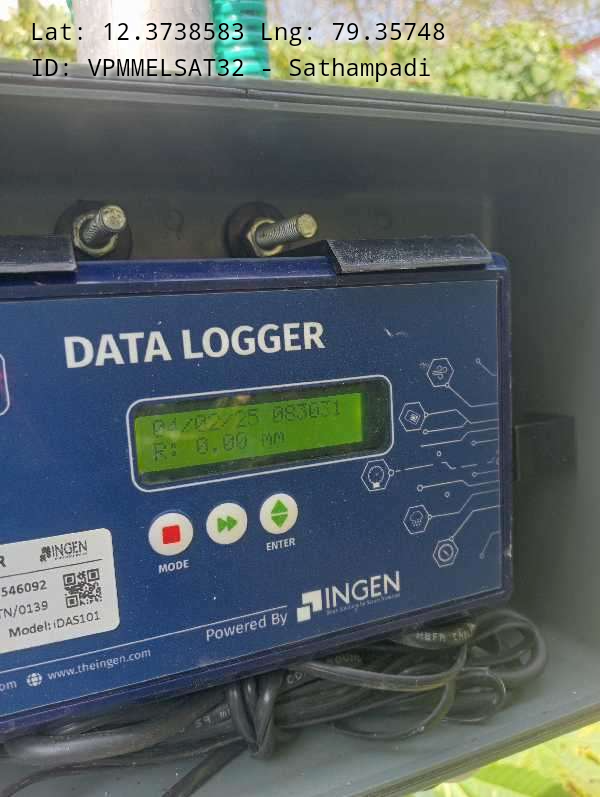 Lat: 12.3738583 Lng: 79.35748
ID: VPMMELSAT32 - Sathampadi
DATA LOGGER
04/02/25 083031
R: 0.00 mm
MODE
ENTER
INGEN
546092
TN/0139
Model: IDAS101
Powered By INGEN
www.theingen.com